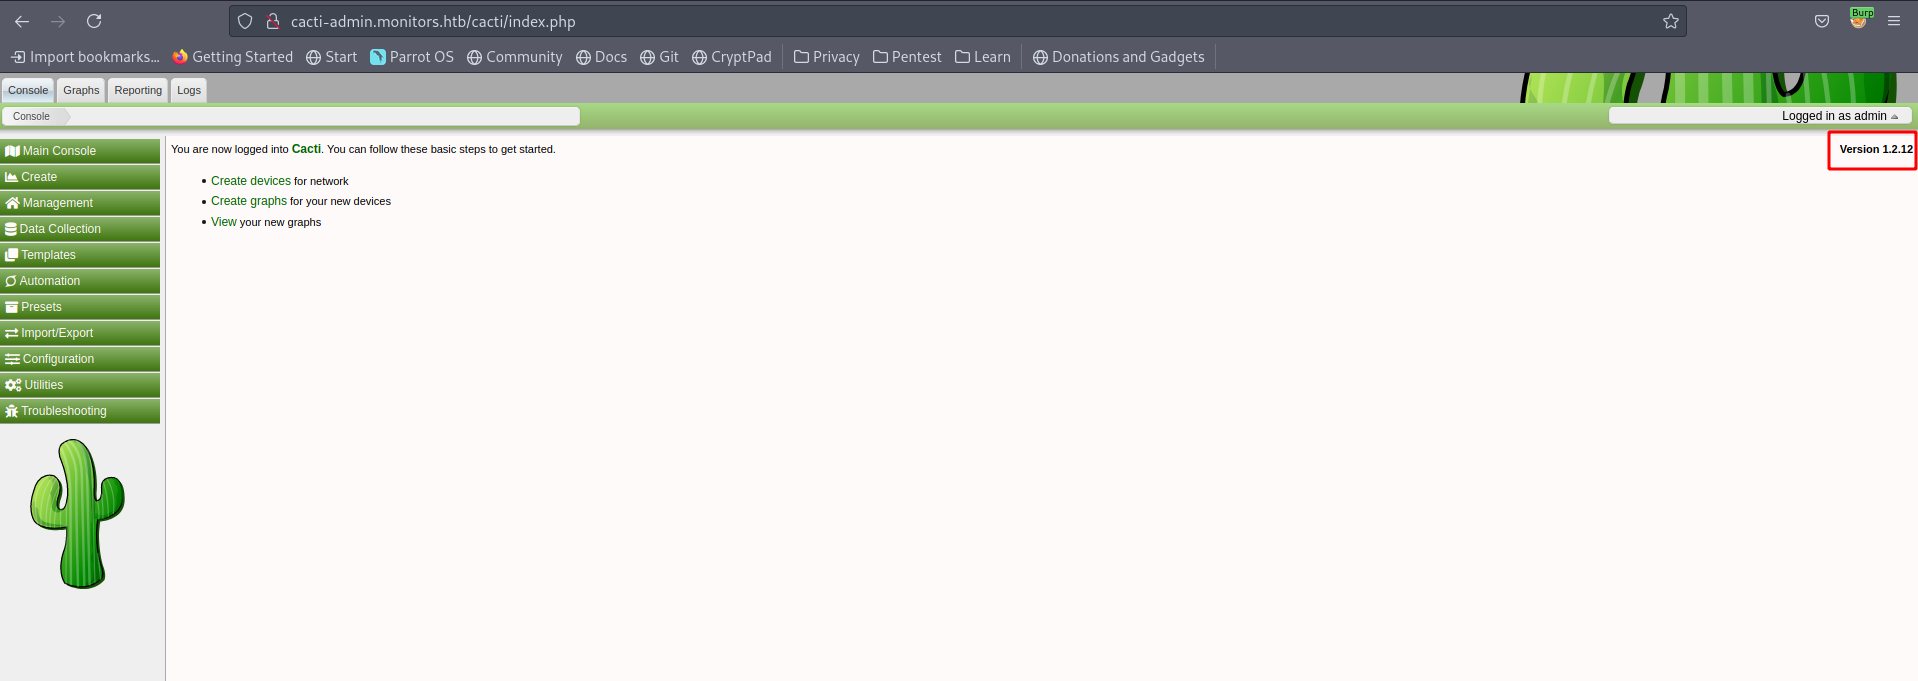 cacti-admin.monitors.htb/cacti/index.php
Burp
Import bookmarks... Getting Started Start Parrot OS Community Docs Git CryptPad Privacy Pentest Learn Donations and Gadgets
Console Graphs Reporting Logs
Console
Logged in as admin
Main Console
Create
Management
Data Collection
Templates
Automation
Presets
Import/Export
Configuration
Utilities
Troubleshooting
You are now logged into Cacti. You can follow these basic steps to get started.
Version 1.2.12
Create devices for network
Create graphs for your new devices
View your new graphs